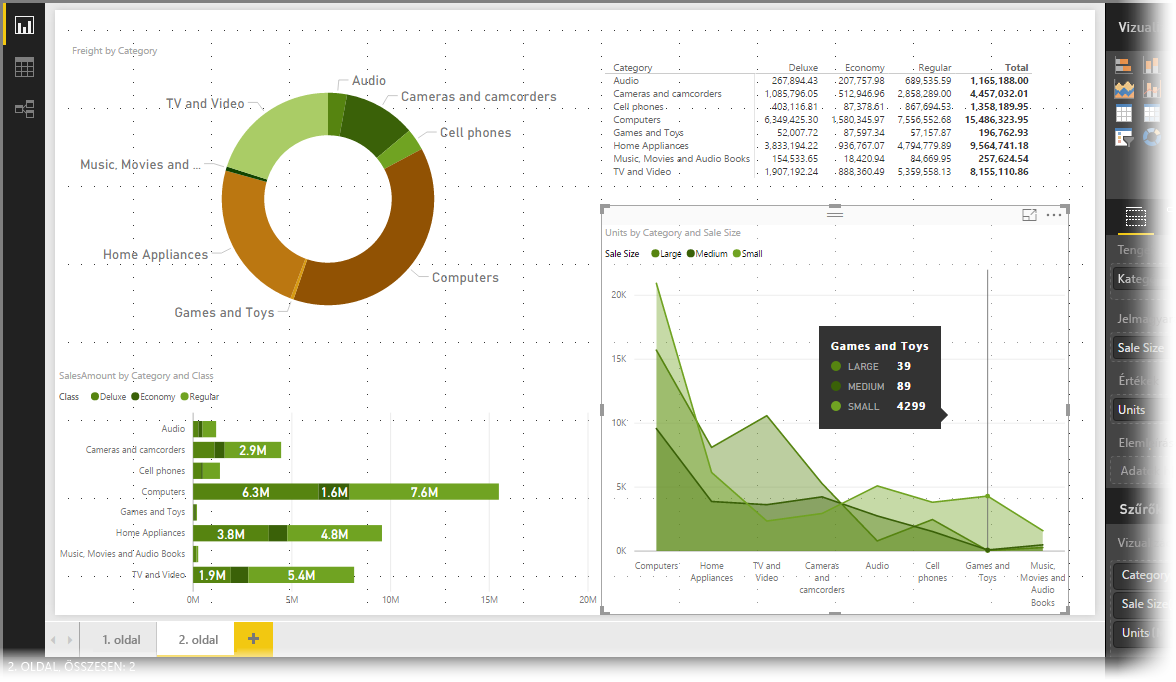 Freight by Category
Audio
Cameras and camcorders
Cell phones
Computers
Games and Toys
Home Appliances
Music, Movies and ...
TV and Video
Category Deluxe Economy Regular Total
Audio 267,894.43 207,757.98 689,535.59 1,165,188.00
Cameras and camcorders 1,085,796.05 512,946.96 2,858,289.00 4,457,032.01
Cell phones 403,116.81 87,378.61 867,694.53 1,358,189.95
Computers 6,349,425.30 1,580,345.97 7,556,552.68 15,486,323.95
Games and Toys 52,007.72 87,597.34 57,157.87 196,762.93
Home Appliances 3,833,194.22 936,767.07 4,794,779.89 9,564,741.18
Music, Movies and Audio Books 154,533.65 18,420.94 84,669.95 257,624.54
TV and Video 1,907,192.24 888,360.49 5,359,558.13 8,155,110.86
Units by Category and Sale Size
Sale Size Large Medium Small
20K
15K
10K
5K
0K
Games and Toys
LARGE 39
MEDIUM 89
SMALL 4299
Computers
Home
Appliances
TV and
Video
Cameras
and
camcorders
Audio
Cell
phones
Games and
Toys
Music,
Movies and
Audio
Books
SalesAmount by Category and Class
Class Deluxe Economy Regular
Audio
Cameras and camcorders 2.9M
Cell phones
Computers 6.3M 1.6M 7.6M
Games and Toys
Home Appliances 3.8M 4.8M
Music, Movies and Audio Books
TV and Video 1.9M 5.4M
0M 5M 10M 15M 20M
Sale Size
Units
Sale Size
Units
1. oldal 2. oldal +
2. OLDAL, ÖSSZESEN: 2